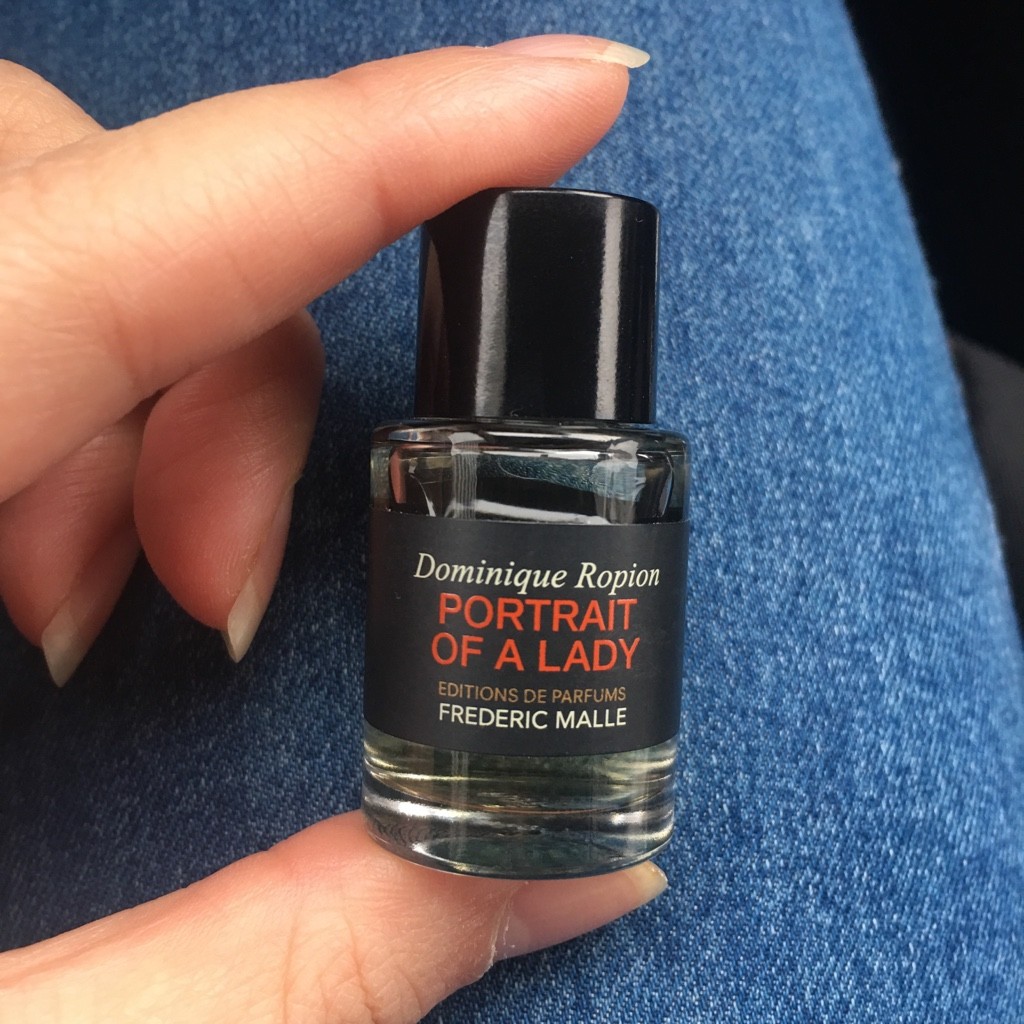 Dominique Ropion
PORTRAIT
OF A LADY
EDITIONS DE PARFUMS
FREDERIC MALLE